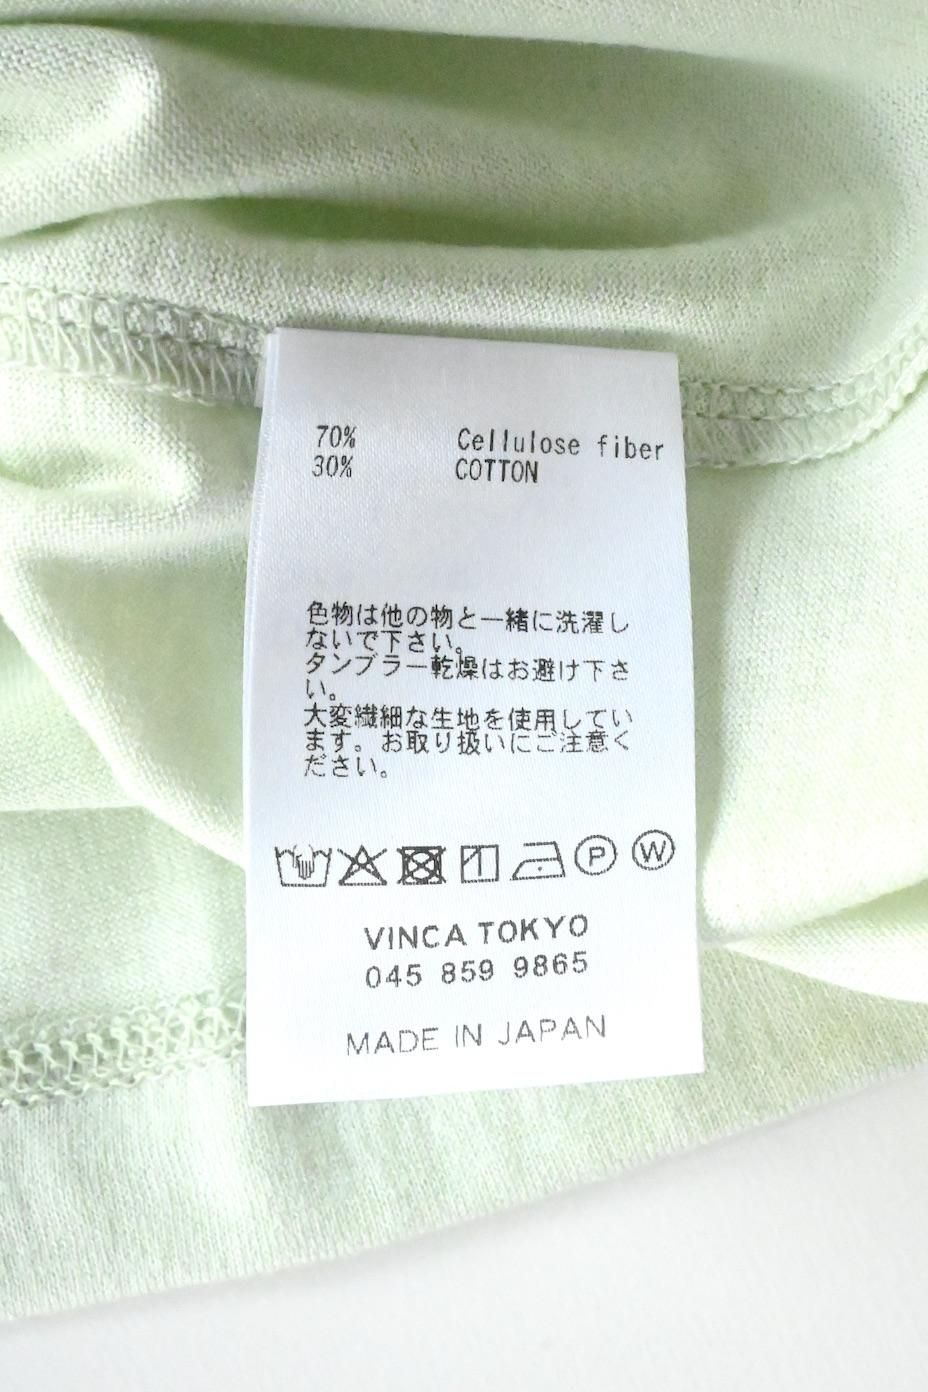 70% Cellulose fiber
30% COTTON
色物は他の物と一緒に洗濯し
ないで下さい。
タンブラー乾燥はお避け下さ
い。
大変繊細な生地を使用してい
ます。お取り扱いにご注意く
ださい。
P W
VINCA TOKYO
045 859 9865
MADE IN JAPAN